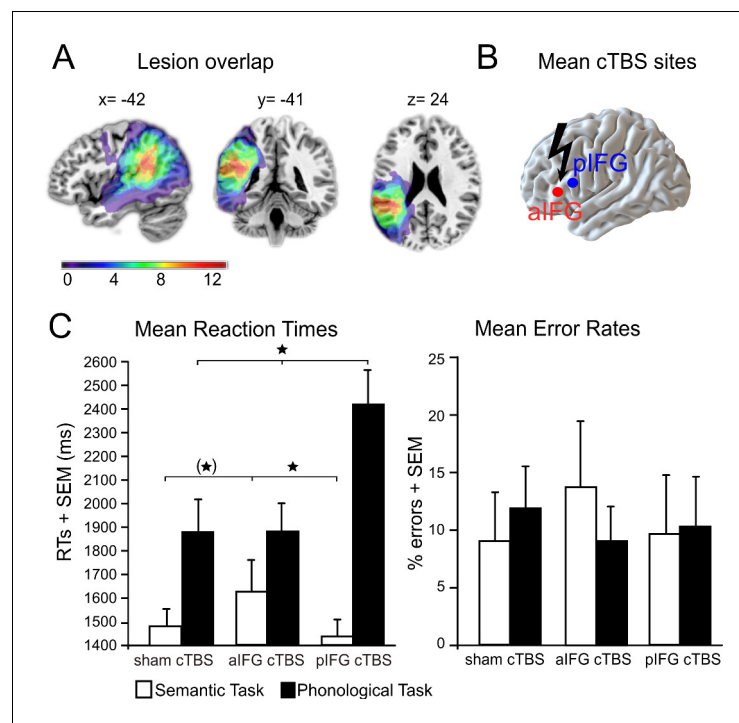 A
Lesion overlap
x= -42
y= -41
z= 24
0 4 8 12
B
Mean cTBS sites
pIFG
aIFG
C
Mean Reaction Times
RTs + SEM (ms)
2600
2500
2400
2300
2200
2100
2000
1900
1800
1700
1600
1500
1400
★
(★)
★
sham cTBS aIFG cTBS pIFG cTBS
Semantic Task Phonological Task
Mean Error Rates
% errors + SEM
25
20
15
10
5
0
sham cTBS aIFG cTBS pIFG cTBS